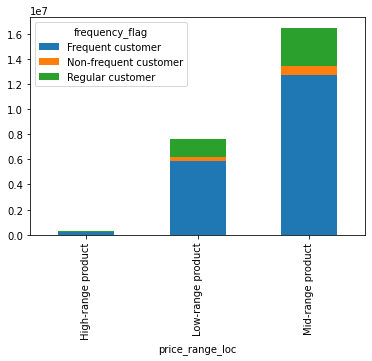 1e7
frequency_flag
Frequent customer
Non-frequent customer
Regular customer
1.6
1.4
1.2
1.0
0.8
0.6
0.4
0.2
0.0
High-range product
Low-range product
Mid-range product
price_range_loc